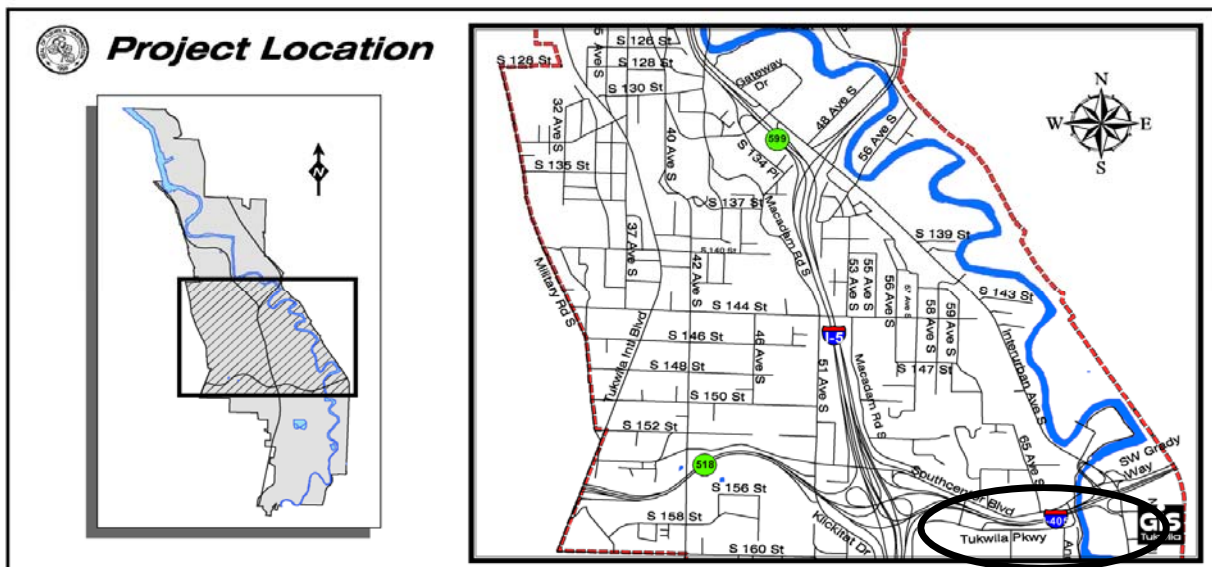 Project Location
N
S 126 St
S 128 St
S 128 St
S 130 St
Gateway Dr
48 Ave S
56 Ave S
32 Ave S
40 Ave S
599
S 134 Pl
S 135 St
S 137 St
Macadam Rd S
37 Ave S
S 139 St
S 140 St
42 Ave S
53 Ave S
55 Ave S
56 Ave S
57 Ave S
58 Ave S
59 Ave S
S 143 St
Military Rd S
Tukwila Intl Blvd
S 144 St
I-5
S 146 St
46 Ave S
51 Ave S
Macadam Rd S
Interurban Ave S
S 147 St
S 148 St
S 150 St
S 152 St
65 Ave S
SW Grady Way
518
Southcenter Blvd
S 156 St
S 158 St
Klickitat Dr
S 160 St
Tukwila Pkwy
-405
GIS
Tukwila
N
W E
S